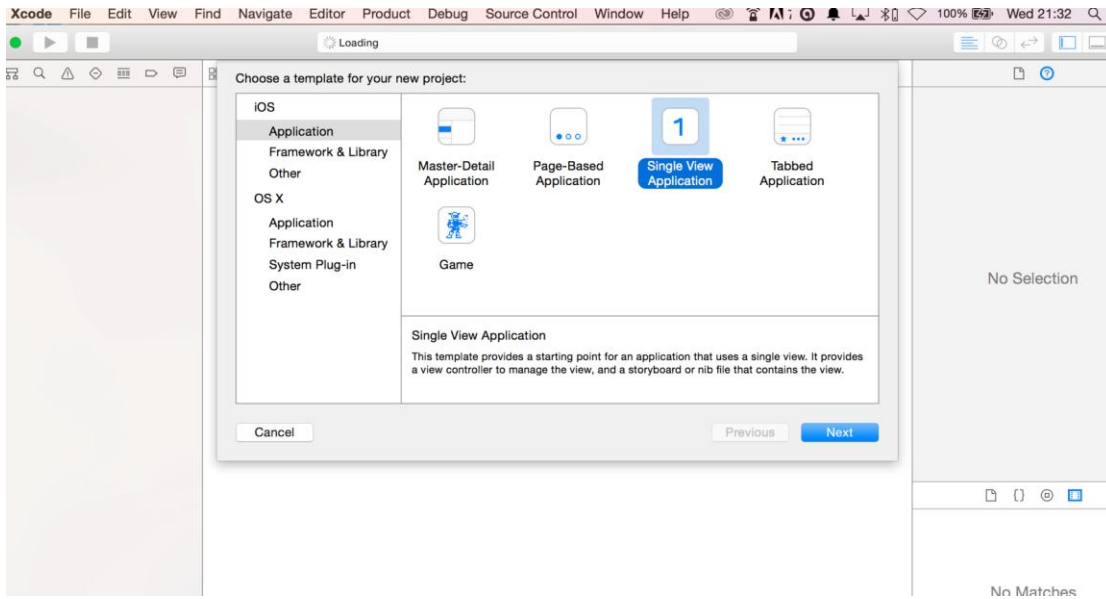 Xcode File Edit View Find Navigate Editor Product Debug Source Control Window Help 100% Wed 21:32
Loading
Choose a template for your new project:
iOS
Application
Framework & Library
Other
OS X
Application
Framework & Library
System Plug-in
Other
Master-Detail
Application
Page-Based
Application
1
Single View
Application
Tabbed
Application
Game
Single View Application
This template provides a starting point for an application that uses a single view. It provides
a view controller to manage the view, and a storyboard or nib file that contains the view.
Cancel
Previous
Next
No Selection
{}
No Matches